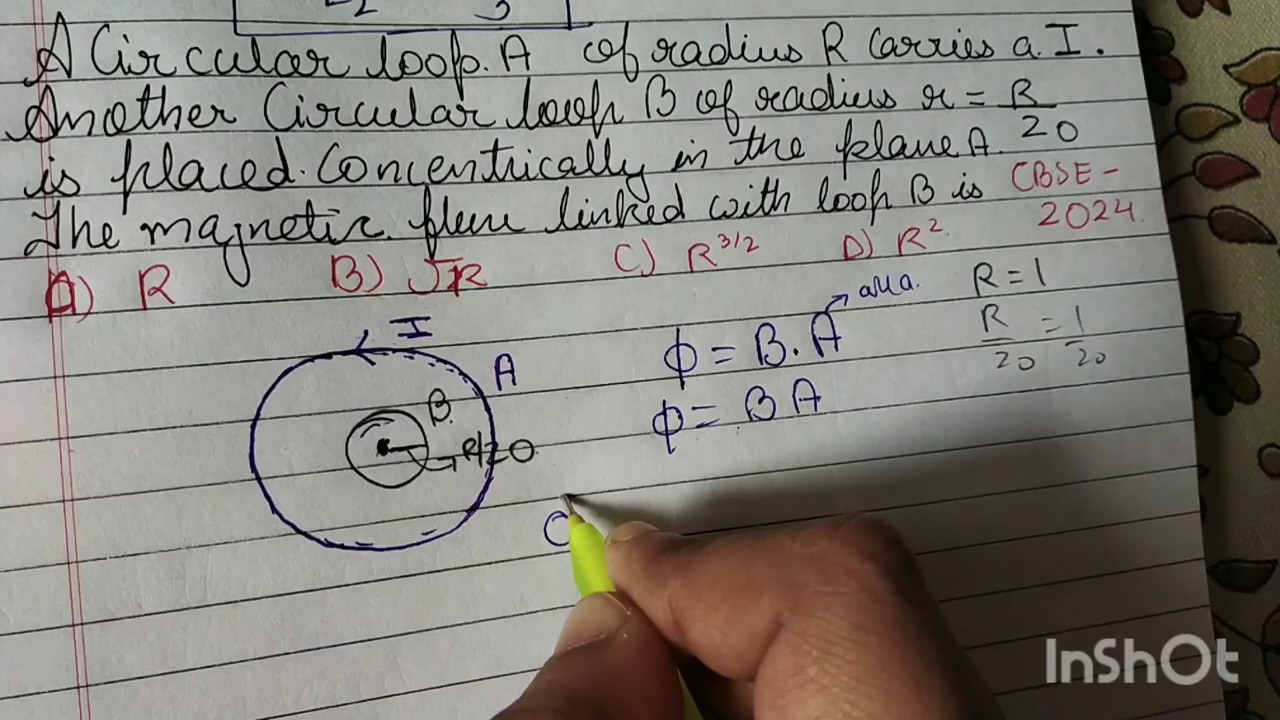 A Circular loop. A of radius R Carries a. I.
Another Circular loop B of radius r = R/20
is placed. Concentrically in the plane A.
The magnetic flux linked with loop B is CBSE - 2024.
A) R B) √R C) R^3/2 D) R^2.
I
A
B
R/20
ϕ = B. A → area.
ϕ = B A
R = 1
R/20 = 1/20
InShOt